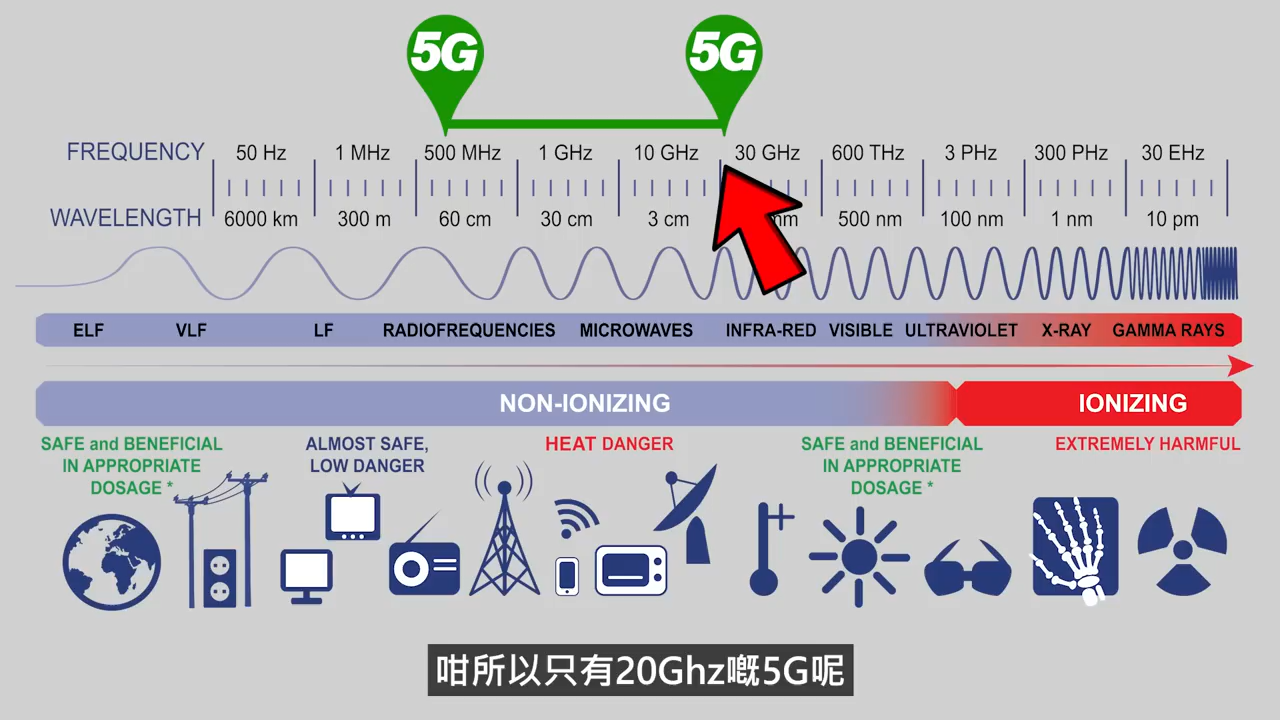 5G 5G
FREQUENCY 50 Hz 1 MHz 500 MHz 1 GHz 10 GHz 30 GHz 600 THz 3 PHz 300 PHz 30 EHz
WAVELENGTH 6000 km 300 m 60 cm 30 cm 3 cm nm 500 nm 100 nm 1 nm 10 pm
ELF VLF LF RADIOFREQUENCIES MICROWAVES INFRA-RED VISIBLE ULTRAVIOLET X-RAY GAMMA RAYS
NON-IONIZING IONIZING
SAFE and BENEFICIAL
IN APPROPRIATE
DOSAGE *
ALMOST SAFE,
LOW DANGER
HEAT DANGER
SAFE and BENEFICIAL
IN APPROPRIATE
DOSAGE *
EXTREMELY HARMFUL
咁所以只有20Ghz嘅5G呢